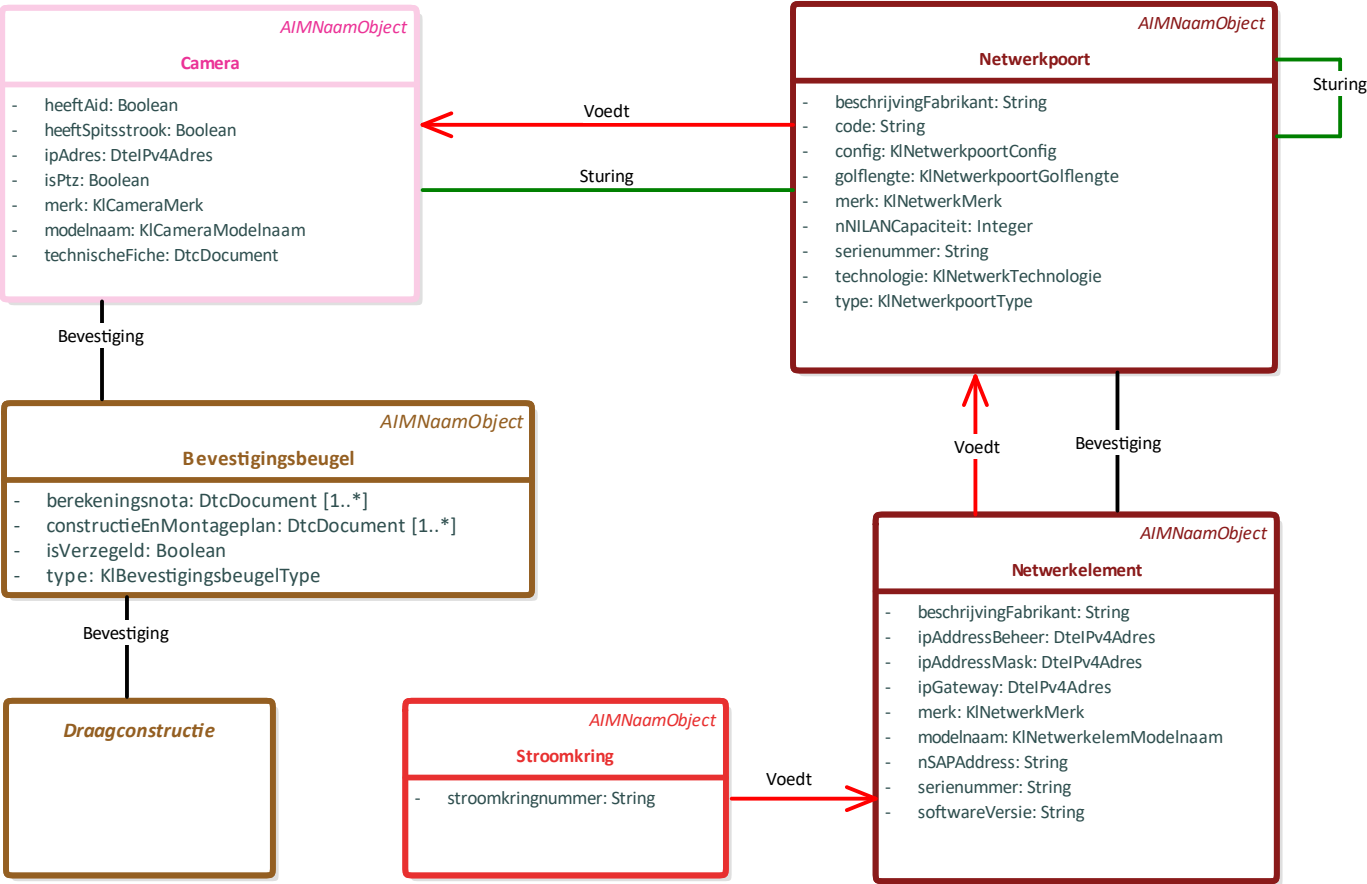 AIMNaamObject
Camera
- heeftAid: Boolean
- heeftSpitsstrook: Boolean
- ipAdres: DteIPv4Adres
- isPtz: Boolean
- merk: KlCameraMerk
- modelnaam: KlCameraModelnaam
- technischeFiche: DtcDocument
Voedt
Sturing
AIMNaamObject
Netwerkpoort
- beschrijvingFabrikant: String
- code: String
- config: KlNetwerkpoortConfig
- golflengte: KlNetwerkpoortGolflengte
- merk: KlNetwerkMerk
- nNILANCapaciteit: Integer
- serienummer: String
- technologie: KlNetwerkTechnologie
- type: KlNetwerkpoortType
Sturing
Bevestiging
AIMNaamObject
Bevestigingsbeugel
- berekeningsnota: DtcDocument [1..*]
- constructieEnMontageplan: DtcDocument [1..*]
- isVerzegeld: Boolean
- type: KlBevestigingsbeugelType
Voedt
Bevestiging
Bevestiging
Draagconstructie
AIMNaamObject
Stroomkring
- stroomkringnummer: String
Voedt
AIMNaamObject
Netwerkelement
- beschrijvingFabrikant: String
- ipAddressBeheer: DteIPv4Adres
- ipAddressMask: DteIPv4Adres
- ipGateway: DteIPv4Adres
- merk: KlNetwerkMerk
- modelnaam: KlNetwerkelemModelnaam
- nSAPAddress: String
- serienummer: String
- softwareVersie: String